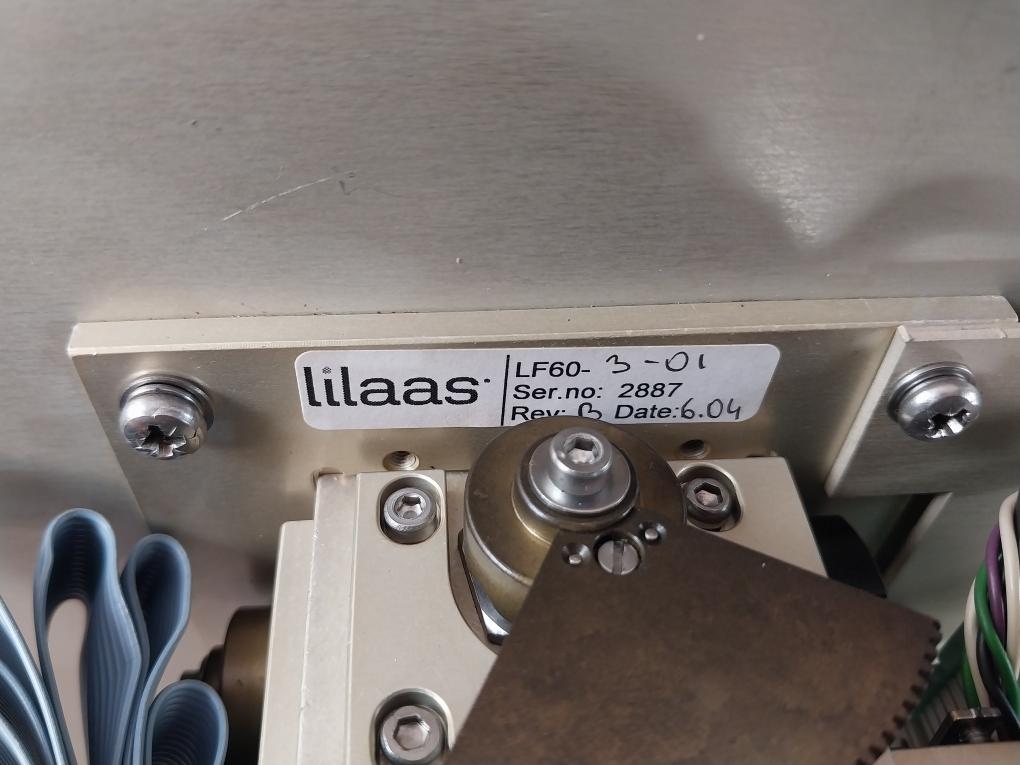 lilaas
LF60- 3-01
Ser.no: 2887
Rev: B Date: 6.04